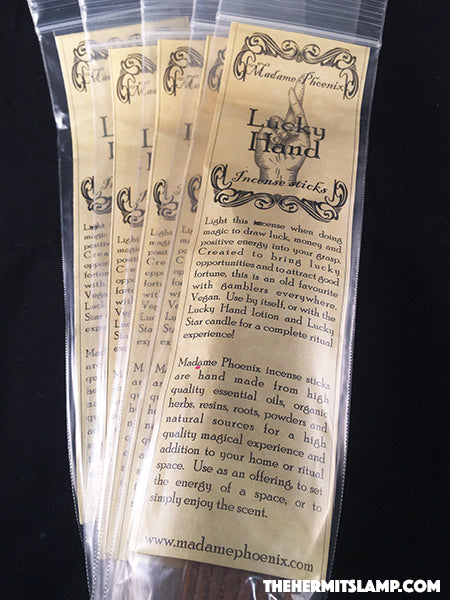 Madame Phoenix
Lucky
Hand
Incense sticks
Light this incense when doing
magic to draw luck, money and
positive energy into your grasp.
Created to bring lucky
opportunities and to attract good
fortune, this is an old favourite
with gamblers everywhere.
Vegan. Use by itself, or with the
Lucky Hand lotion and Lucky
Star candle for a complete ritual
experience!
Madame Phoenix incense sticks
are hand made from high
quality essential oils, organic
herbs, resins, roots, powders and
natural sources for a high
quality magical experience and
addition to your home or ritual
space. Use as an offering, to set
the energy of a space, or to
simply enjoy the scent.
www.madamephoenix.com
THEHERMITSLAMP.COM